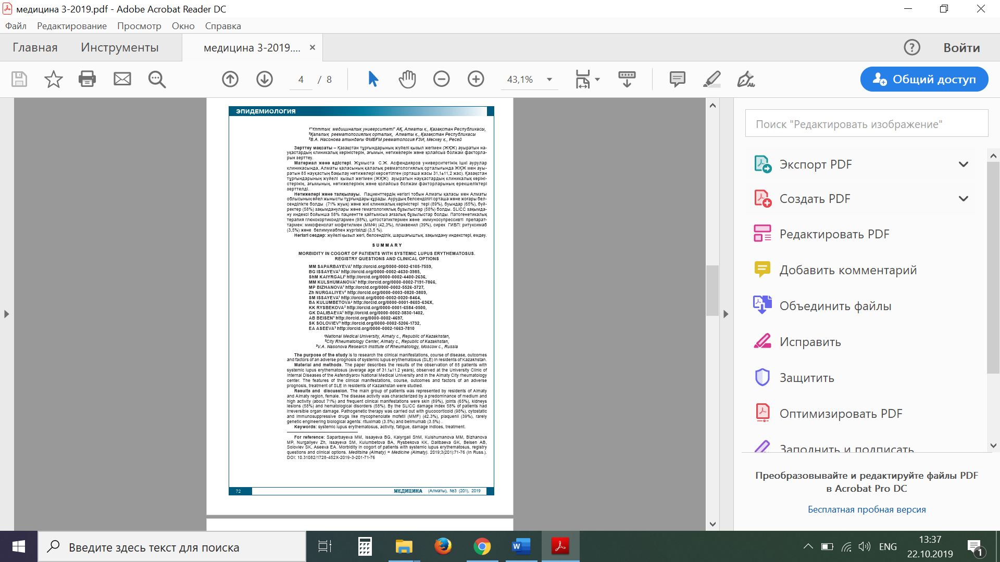 медицина 3-2019.pdf - Adobe Acrobat Reader DC
Файл Редактирование Просмотр Окно Справка
Главная Инструменты медицина 3-2019.... × ? Войти
4 / 8 43,1% Общий доступ
ЭПИДЕМИОЛОГИЯ
¹"Ұлттық медициналық университеті" АҚ, Алматы қ., Қазақстан Республикасы,
²Қалалық ревматологиялық орталық, Алматы қ., Қазақстан Республикасы
³В.А. Насонова атындағы ФМБҒМ ревматология ҒЗИ, Мәскеу қ., Ресей
Зерттеу мақсаты – Қазақстан тұрғындарының жүйелі қызыл жегімен (ЖҚЖ) ауыратын на-
уқастардың клиникалық көріністерін, ағымын, нәтижелерін және қолайсыз болжам факторла-
рын зерттеу.
Материал және әдістері. Жұмыста С.Ж. Асфендияров университетінің ішкі аурулар
клиникасында, Алматы қаласының қалалық ревматологиялық орталығында ЖҚЖ мен ауы-
ратын 85 науқастың бақылау нәтижелері көрсетілген (орташа жасы 31,1±11,2 жас). Қазақстан
тұрғындарының жүйелі қызыл жегімен (ЖҚЖ) ауыратын науқастардың клиникалық көріні-
стерінің, ағымының, нәтижелерінің және қолайсыз болжам факторларының ерекшеліктері
зерттелді.
Нәтижелері және талқылауы. Пациенттердің негізгі тобын Алматы қаласы мен Алматы
облысының әйел жынысты тұрғындары құрады. Аурудың белсенділігі орташа және жоғары бел-
сенділікте болды (71% жуық) және жиі клиникалық көріністері тері (89%), буындар (65%), бүй-
ректер (58%) зақымданулары және гематологиялық бұзылыстар (58%) болды. SLICC зақымда-
ну индексі бойынша 58% пациентте қайтымсыз ағзалық бұзылыстар болды. Патогенетикалық
терапия глюкокортикоидтармен (98%), цитостатиктермен және иммуносупрессивті препарат-
тармен: микофенолат мофетилмен (ММФ) (42,3%), плаквенил (39%), сирек ГИБП: ритуксимаб
(3,5%) және белимумабпен жүргізілді (3,5 %).
Негізгі сөздер: жүйелі қызыл жегі, белсенділік, шаршағыштық, зақымдану индекстері, емдеу.
SUMMARY
MORBIDITY IN COGORT OF PATIENTS WITH SYSTEMIC LUPUS ERYTHEMATOSUS.
REGISTRY QUESTIONS AND CLINICAL OPTIONS
MM SAPARBAYEVA¹ http://orcid.org/0000-0002-6105-7559,
BG ISSAYEVA¹ http://orcid.org/0000-0002-4630-3985,
ShM KAIYRGALI¹ http://orcid.org/0000-0002-4400-2636,
MM KULSHUMANOVA¹ http://orcid.org/0000-0002-7191-7866,
MP BIZHANOVA¹ http://orcid.org/0000-0002-5526-3727,
Zh NURGALIYEV¹ http://orcid.org/0000-0003-0820-3809,
SM ISSAYEVA¹ http://orcid.org/0000-0002-0020-8464,
BA KULUMBETOVA² http://orcid.org/0000-0001-8603-636X,
KK RYSBEKOVA² http://orcid.org/0000-0001-6584-0500,
GK DALIBAEVA¹ http://orcid.org/0000-0002-3830-1402,
AB BEISEN¹ http://orcid.org/0000-0002-4697,
SK SOLOVIEV³ http://orcid.org/0000-0002-5206-1732,
EA ASEEVA³ http://orcid.org/0000-0002-1663-7810
¹National Medical University, Almaty c., Republic of Kazakhstan,
²City Rheumatology Center, Almaty c., Republic of Kazakhstan,
³V.A. Nasonova Research Institute of Rheumatology, Moscow c., Russia
The purpose of the study is to research the clinical manifestations, course of disease, outcomes
and factors of an adverse prognosis of systemic lupus erythematosus (SLE) in residents of Kazakhstan.
Material and methods. The paper describes the results of the observation of 85 patients with
systemic lupus erythematosus (average age of 31.1±11.2 years), observed at the University Clinic of
Internal Diseases of the Asfendiyarov National Medical University and in the Almaty City rheumatology
center. The features of the clinical manifestations, course, outcomes and factors of an adverse
prognosis, treatment of SLE in residents of Kazakhstan were studied.
Results and discussion. The main group of patients was represented by residents of Almaty
and Almaty region, female. The disease activity was characterized by a predominance of medium and
high activity (about 71%) and frequent clinical manifestations were skin (89%), joints (65%), kidneys
lesions (58%) and hematological disorders (58%). By the SLICC damage index 58% of patients had
irreversible organ damage. Pathogenetic therapy was carried out with glucocorticoid (98%), cytostatic
and immunosuppressive drugs like mycophenolate mofetil (MMF) (42.3%), plaquenil (39%), rarely
genetic engineering biological agents: rituximab (3.5%) and belimumab (3.5%) .
Keywords: systemic lupus erythematosus, activity, fatigue, damage indices, treatment.
For reference: Saparbayeva MM, Issayeva BG, Kaiyrgali ShM, Kulshumanova MM, Bizhanova
MP, Nurgaliyev Zh, Issayeva SM, Kulumbetova BA, Rysbekova KK, Dalibaeva GK, Beisen AB,
Soloviev SK, Aseeva EA. Morbidity in cogort of patients with systemic lupus erythematosus, registry
questions and clinical options. Meditsina (Almaty) = Medicine (Almaty). 2019;3(201):71-76 (In Russ.).
DOI: 10.31082/1728-452X-2019-3-201-71-76
72 МЕДИЦИНА (Алматы), №3 (201), 2019
Поиск "Редактировать изображение"
Экспорт PDF
Создать PDF
Редактировать PDF
Добавить комментарий
Объединить файлы
Исправить
Защитить
Оптимизировать PDF
Заполнить и подписать
Преобразовывайте и редактируйте файлы PDF
в Acrobat Pro DC
Бесплатная пробная версия
Введите здесь текст для поиска
ENG
13:37
22.10.2019
1